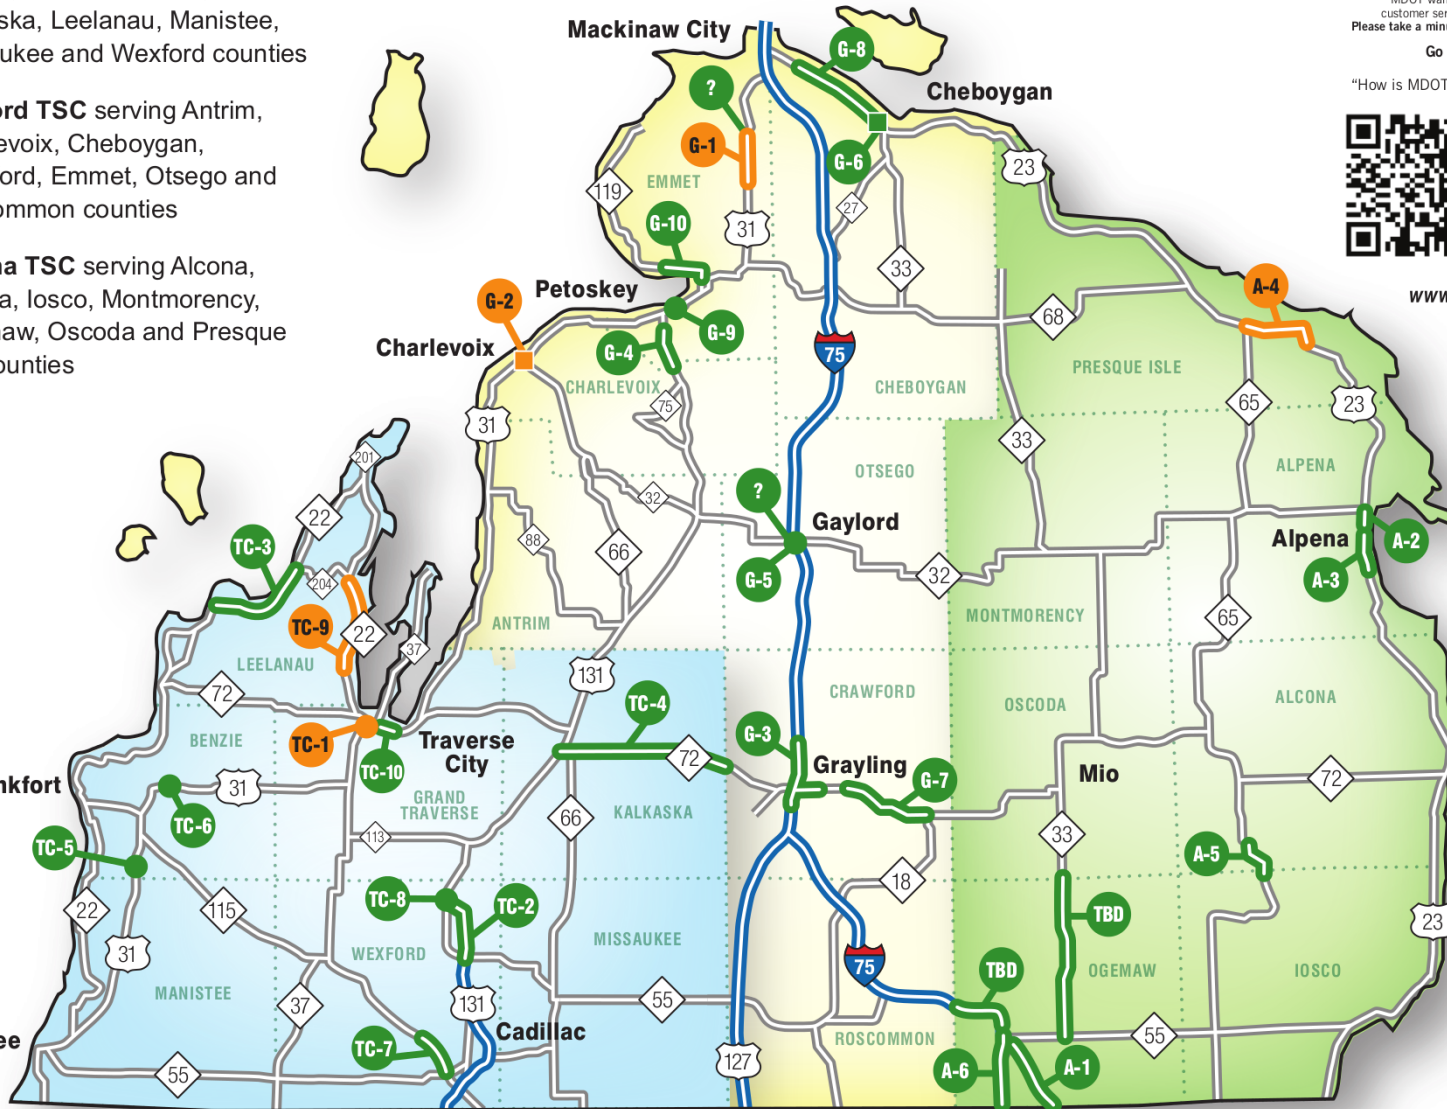 ska, Leelanau, Manistee,
ukee and Wexford counties
ord TSC serving Antrim,
evoix, Cheboygan,
ord, Emmet, Otsego and
ommon counties
na TSC serving Alcona,
a, Iosco, Montmorency,
naw, Oscoda and Presque
ounties
customer ser
Please take a minu
Go
"How is MDOT
www
Mackinaw City
G-8
Cheboygan
?
G-1
G-6
23
EMMET
119
27
31
G-10
33
Petoskey
G-2
A-4
G-9
68
Charlevoix
G-4
75
PRESQUE ISLE
CHARLEVOIX
CHEBOYGAN
75
65
23
31
33
201
OTSEGO
ALPENA
?
32
22
Gaylord
88
66
TC-3
Alpena
A-2
G-5
32
A-3
204
MONTMORENCY
65
ANTRIM
TC-9
22
37
LEELANAU
131
72
TC-4
CRAWFORD
OSCODA
ALCONA
BENZIE
TC-1
Traverse
City
G-3
72
TC-10
Grayling
Mio
nkfort
31
G-7
72
GRAND
TRAVERSE
KALKASKA
TC-6
66
113
33
TC-5
A-5
18
TC-8
TC-2
22
115
TBD
23
31
WEXFORD
MISSAUKEE
75
TBD
OGEMAW
IOSCO
MANISTEE
37
131
55
55
ee
Cadillac
TC-7
ROSCOMMON
127
A-6
A-1
55